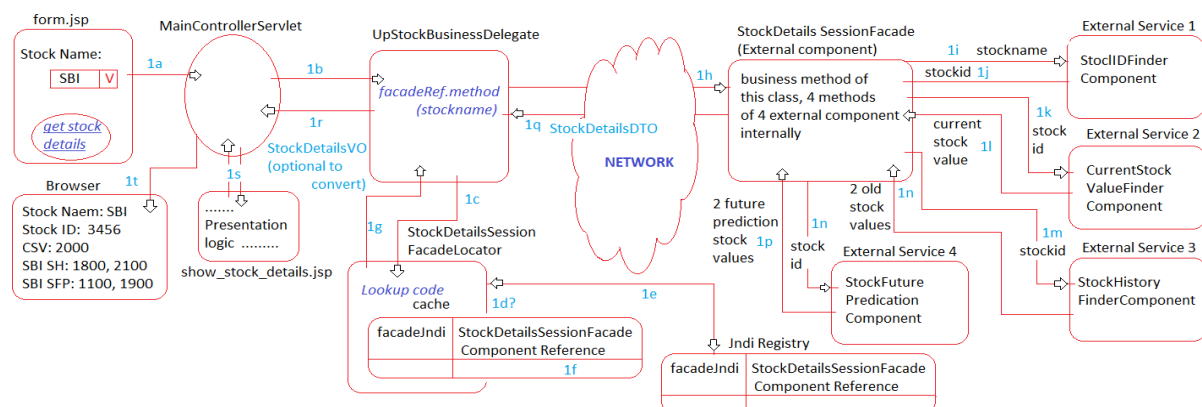 form.jsp
Stock Name:
SBI V
get stock
details
1a
MainControllerServlet
1b
1r
StockDetailsVO
(optional to
convert)
1s
1t
Browser
Stock Naem: SBI
Stock ID: 3456
CSV: 2000
SBI SH: 1800, 2100
SBI SFP: 1100, 1900
.......
Presentation
logic .........
show_stock_details.jsp
UpStockBusinessDelegate
facadeRef.method
(stockname)
1g
1c
StockDetailsSession
FacadeLocator
Lookup code
cache
1d?
facadeJndi StockDetailsSessionFacade
Component Reference
1f
1e
Jndi Registry
facadeJndi StockDetailsSessionFacade
Component Reference
1h
1q
StockDetailsDTO
NETWORK
StockDetails SessionFacade
(External component)
business method of
this class, 4 methods
of 4 external component
internally
1i stockname
stockid 1j
External Service 1
StoclIDFinder
Component
1k
stock
id
current
stock
value
1l
External Service 2
CurrentStock
ValueFinder
Component
2 old
stock
values
1n
1m
stockid
External Service 3
StockHistory
FinderComponent
2 future
prediction
stock
values
1p
1n
stock
id
External Service 4
StockFuture
Predication
Component